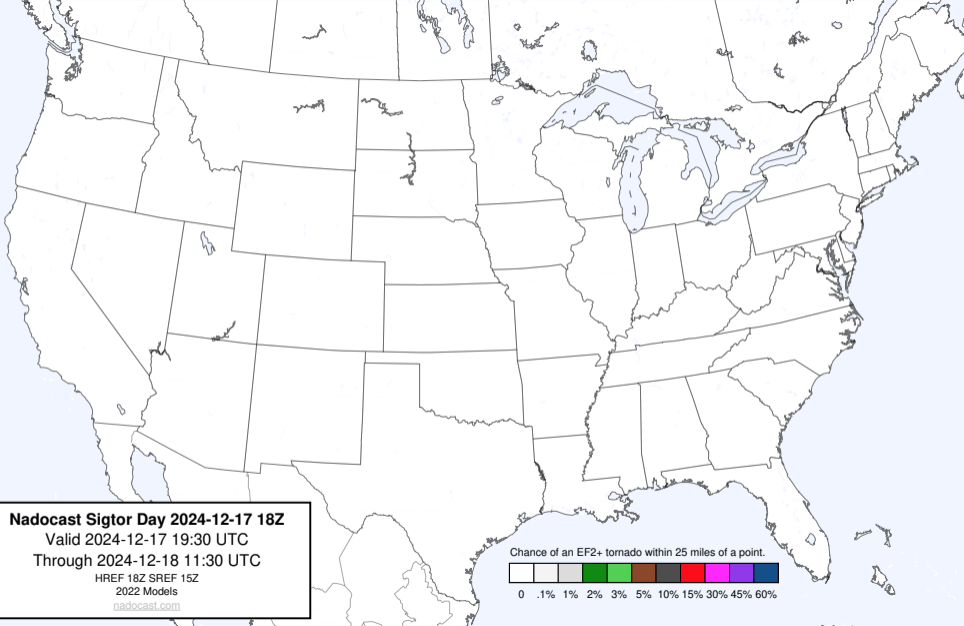 Nadocast Sigtor Day 2024-12-17 18Z
Valid 2024-12-17 19:30 UTC
Through 2024-12-18 11:30 UTC
HREF 18Z SREF 15Z
2022 Models
nadocast.com
Chance of an EF2+ tornado within 25 miles of a point.
0 .1% 1% 2% 3% 5% 10% 15% 30% 45% 60%